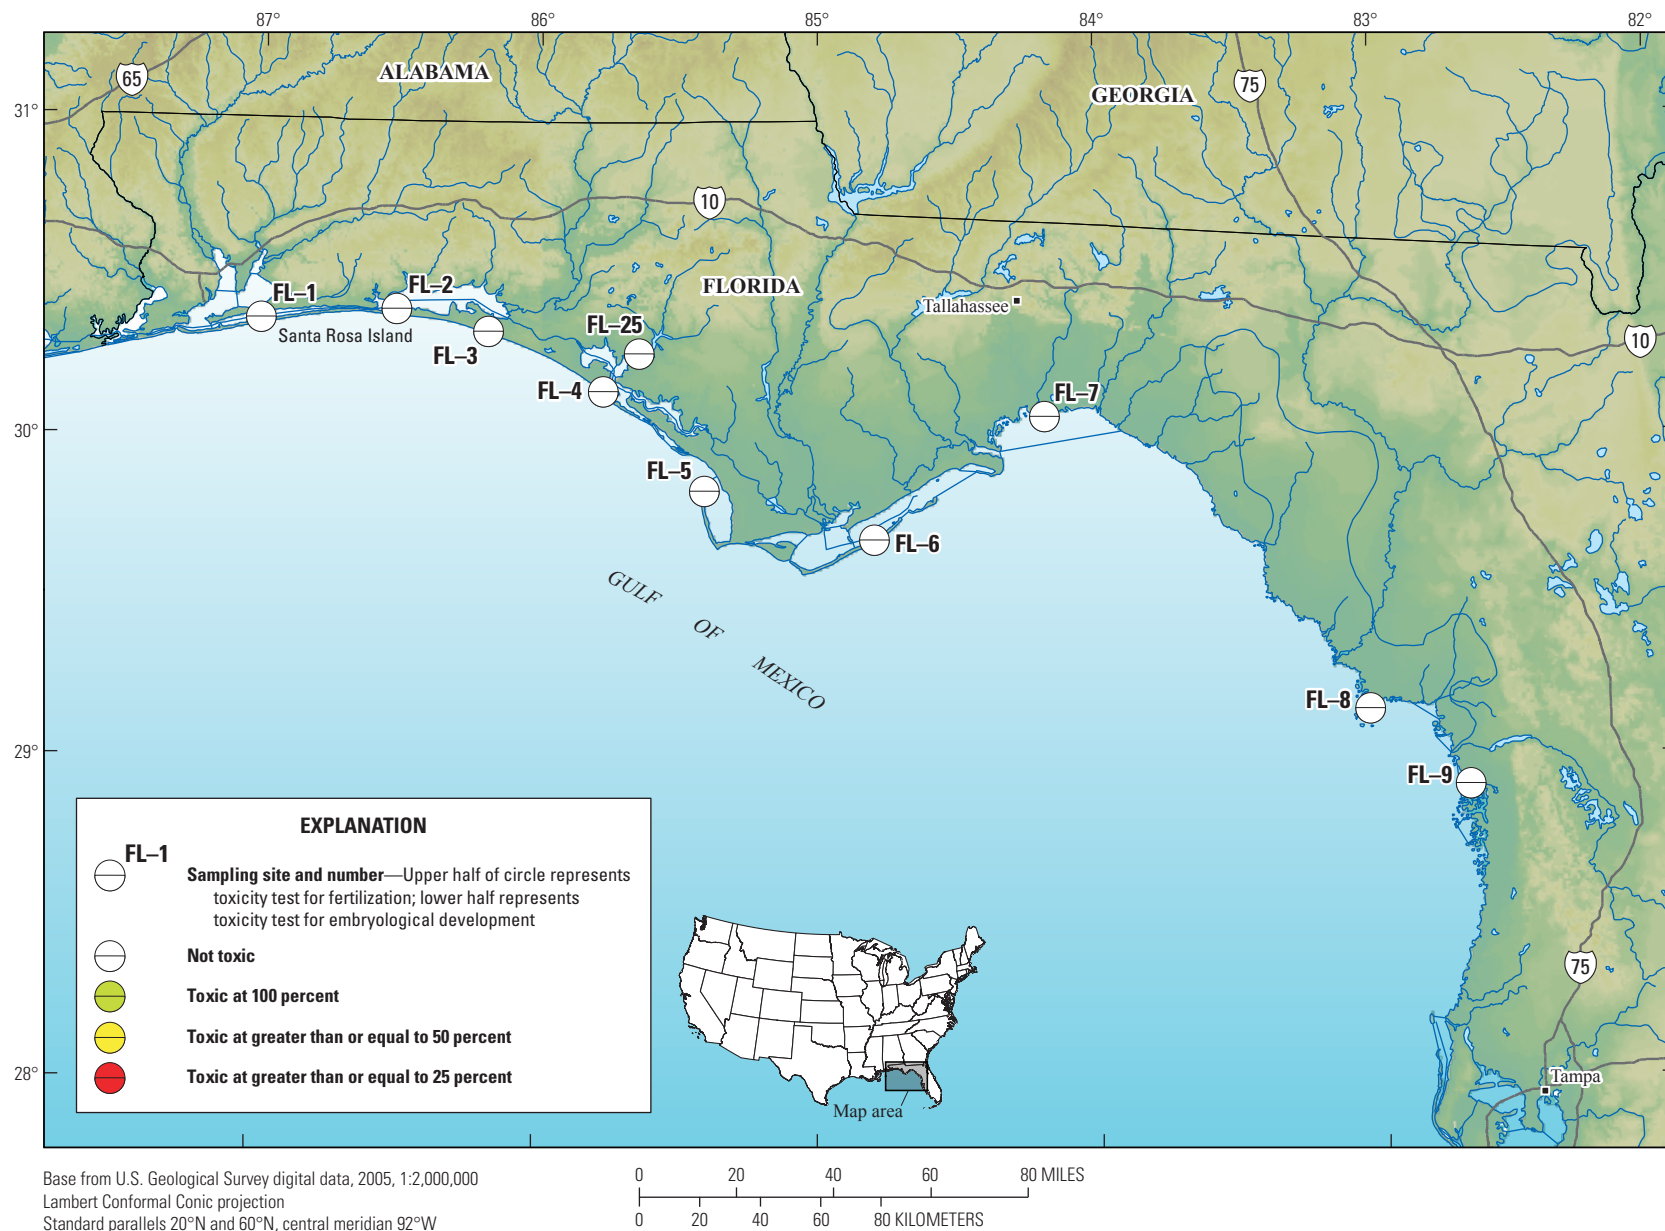 87° 86° 85° 84° 83° 82°
65
ALABAMA
75
GEORGIA
31°
10
FLORIDA
FL–1
FL–2
Santa Rosa Island
FL–3
FL–25
Tallahassee
10
FL–4
FL–7
30°
FL–5
FL–6
GULF
OF
MEXICO
FL–8
29°
FL–9
EXPLANATION
FL–1
Sampling site and number—Upper half of circle represents
toxicity test for fertilization; lower half represents
toxicity test for embryological development
Not toxic
Toxic at 100 percent
Toxic at greater than or equal to 50 percent
Toxic at greater than or equal to 25 percent
75
28°
Tampa
Map area
Base from U.S. Geological Survey digital data, 2005, 1:2,000,000
Lambert Conformal Conic projection
Standard parallels 20°N and 60°N, central meridian 92°W
0 20 40 60 80 MILES
0 20 40 60 80 KILOMETERS